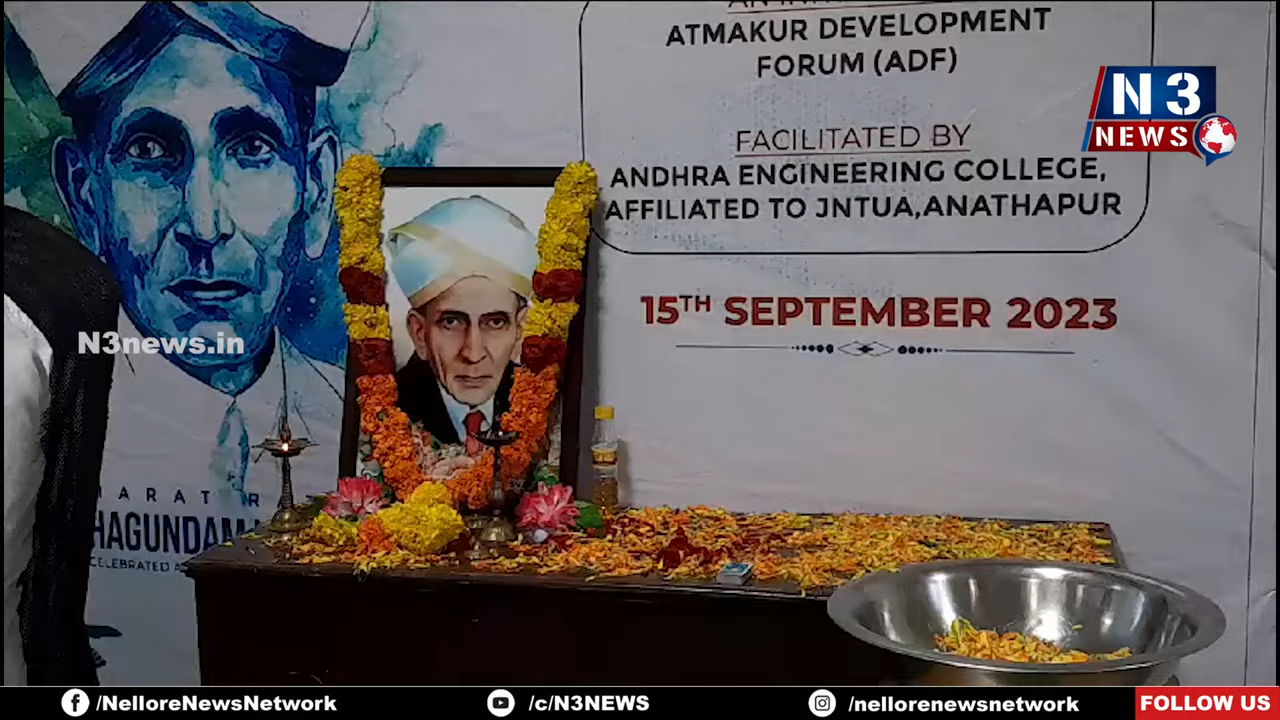 ATMAKUR DEVELOPMENT
FORUM (ADF)
FACILITATED BY
ANDHRA ENGINEERING COLLEGE,
AFFILIATED TO JNTUA,ANATHAPUR
15TH SEPTEMBER 2023
N3
NEWS
N3news.in
HAGUNDAM
CELEBRATED
/NelloreNewsNetwork
/c/N3NEWS
/nellorenewsnetwork
FOLLOW US